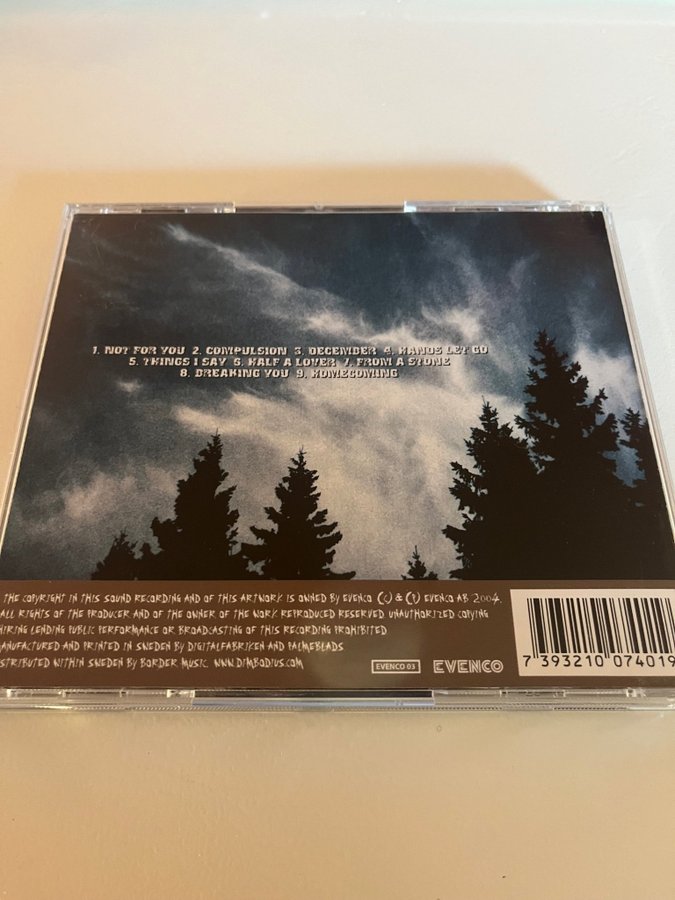 1. NOT FOR YOU 2. COMPULSION 3. DECEMBER 4. HANDS LET GO
5. THINGS I SAY 6. HALF A LOVER 7. FROM A STONE
8. BREAKING YOU 9. HOMECOMING
THE COPYRIGHT IN THIS SOUND RECORDING AND OF THIS ARTWORK IS OWNED BY EVENCO (C) & (P) EVENCO AB 2004.
ALL RIGHTS OF THE PRODUCER AND OF THE OWNER OF THE WORK REPRODUCED RESERVED UNAUTHORIZED COPYING
HIRING LENDING PUBLIC PERFORMANCE OR BROADCASTING OF THIS RECORDING PROHIBITED
MANUFACTURED AND PRINTED IN SWEDEN BY DIGITALFABRIKEN AND PALMEBLADS
ISTRIBUTED WITHIN SWEDEN BY BORDER MUSIC WWW.DIMBODIUS.COM
EVENCO 03 EVENCO
7 393210 074019